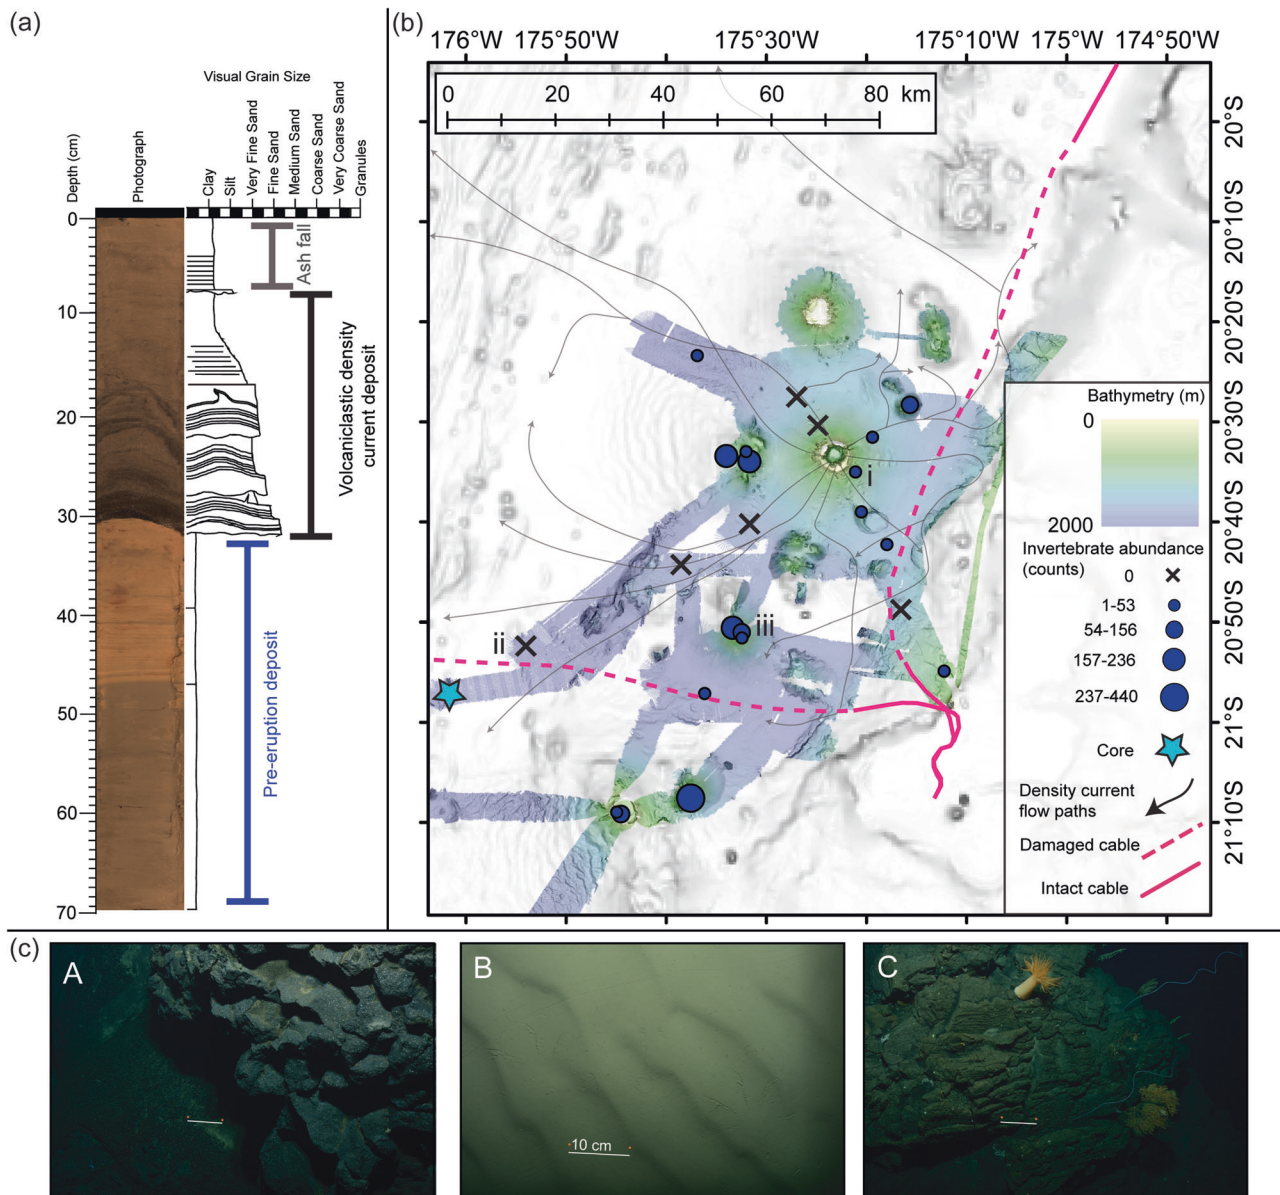 (a)
Visual Grain Size
Depth (cm)
Photograph
Clay
Silt
Very Fine Sand
Fine Sand
Medium Sand
Coarse Sand
Very Coarse Sand
Granules
0
10
20
30
40
50
60
70
Ash fall
Volcaniclastic density
current deposit
Pre-eruption deposit
(b)
176°W
175°50'W
175°30'W
175°10'W
175°W
174°50'W
0
20
40
60
80
km
20°S
20°10'S
20°20'S
20°30'S
20°40'S
20°50'S
21°S
21°10'S
i
ii
iii
Bathymetry (m)
0
2000
Invertebrate abundance
(counts)
0
1-53
54-156
157-236
237-440
Core
Density current
flow paths
Damaged cable
Intact cable
(c)
A
B
10 cm
C